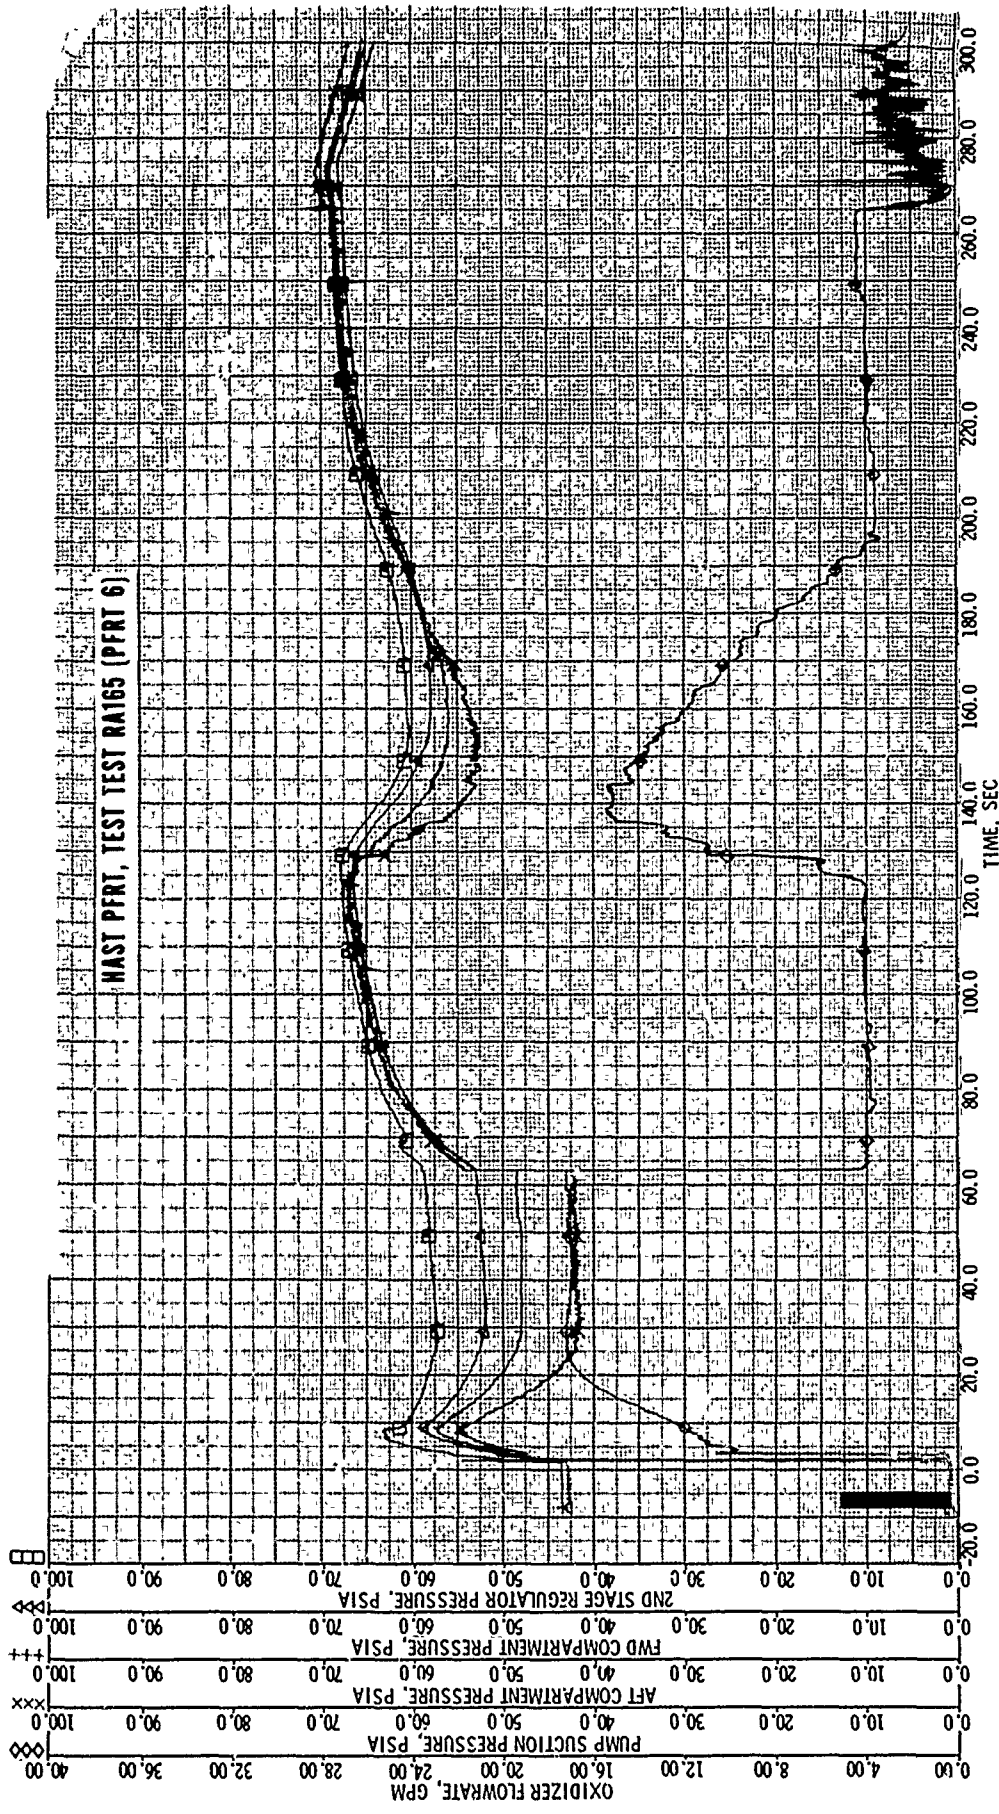 HAST PFRT, TEST TEST RA165 (PFRT 6)
100.0 90.0 80.0 70.0 60.0 50.0 40.0 30.0 20.0 10.0 0.0
2ND STAGE REGULATOR PRESSURE, PSIA
100.0 90.0 80.0 70.0 60.0 50.0 40.0 30.0 20.0 10.0 0.0
FWD COMPARTMENT PRESSURE, PSIA
100.0 90.0 80.0 70.0 60.0 50.0 40.0 30.0 20.0 10.0 0.0
AFT COMPARTMENT PRESSURE, PSIA
100.0 90.0 80.0 70.0 60.0 50.0 40.0 30.0 20.0 10.0 0.0
PUMP SUCTION PRESSURE, PSIA
40.00 36.00 32.00 28.00 24.00 20.00 16.00 12.00 8.00 4.00 0.00
OXIDIZER FLOWRATE, GPM
-20.0 0.0 20.0 40.0 60.0 80.0 100.0 120.0 140.0 160.0 180.0 200.0 220.0 240.0 260.0 280.0 300.0
TIME, SEC